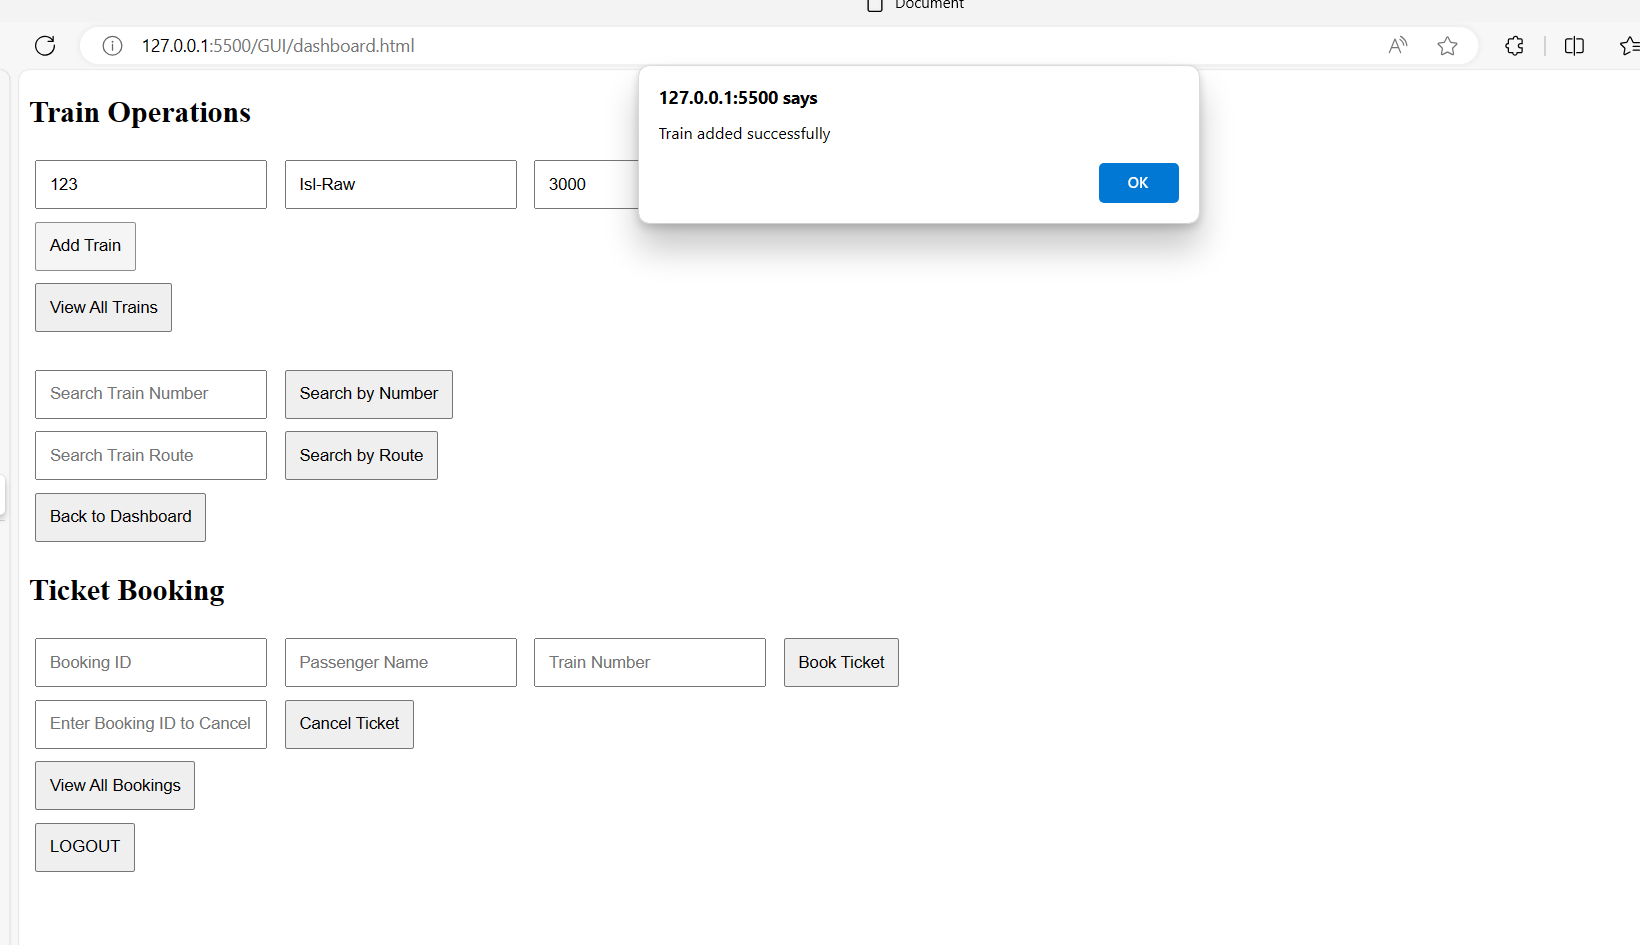 Document
127.0.0.1:5500/GUI/dashboard.html
127.0.0.1:5500 says
Train added successfully
OK
Train Operations
123 Isl-Raw 3000
Add Train
View All Trains
Search Train Number Search by Number
Search Train Route Search by Route
Back to Dashboard
Ticket Booking
Booking ID Passenger Name Train Number Book Ticket
Enter Booking ID to Cancel Cancel Ticket
View All Bookings
LOGOUT